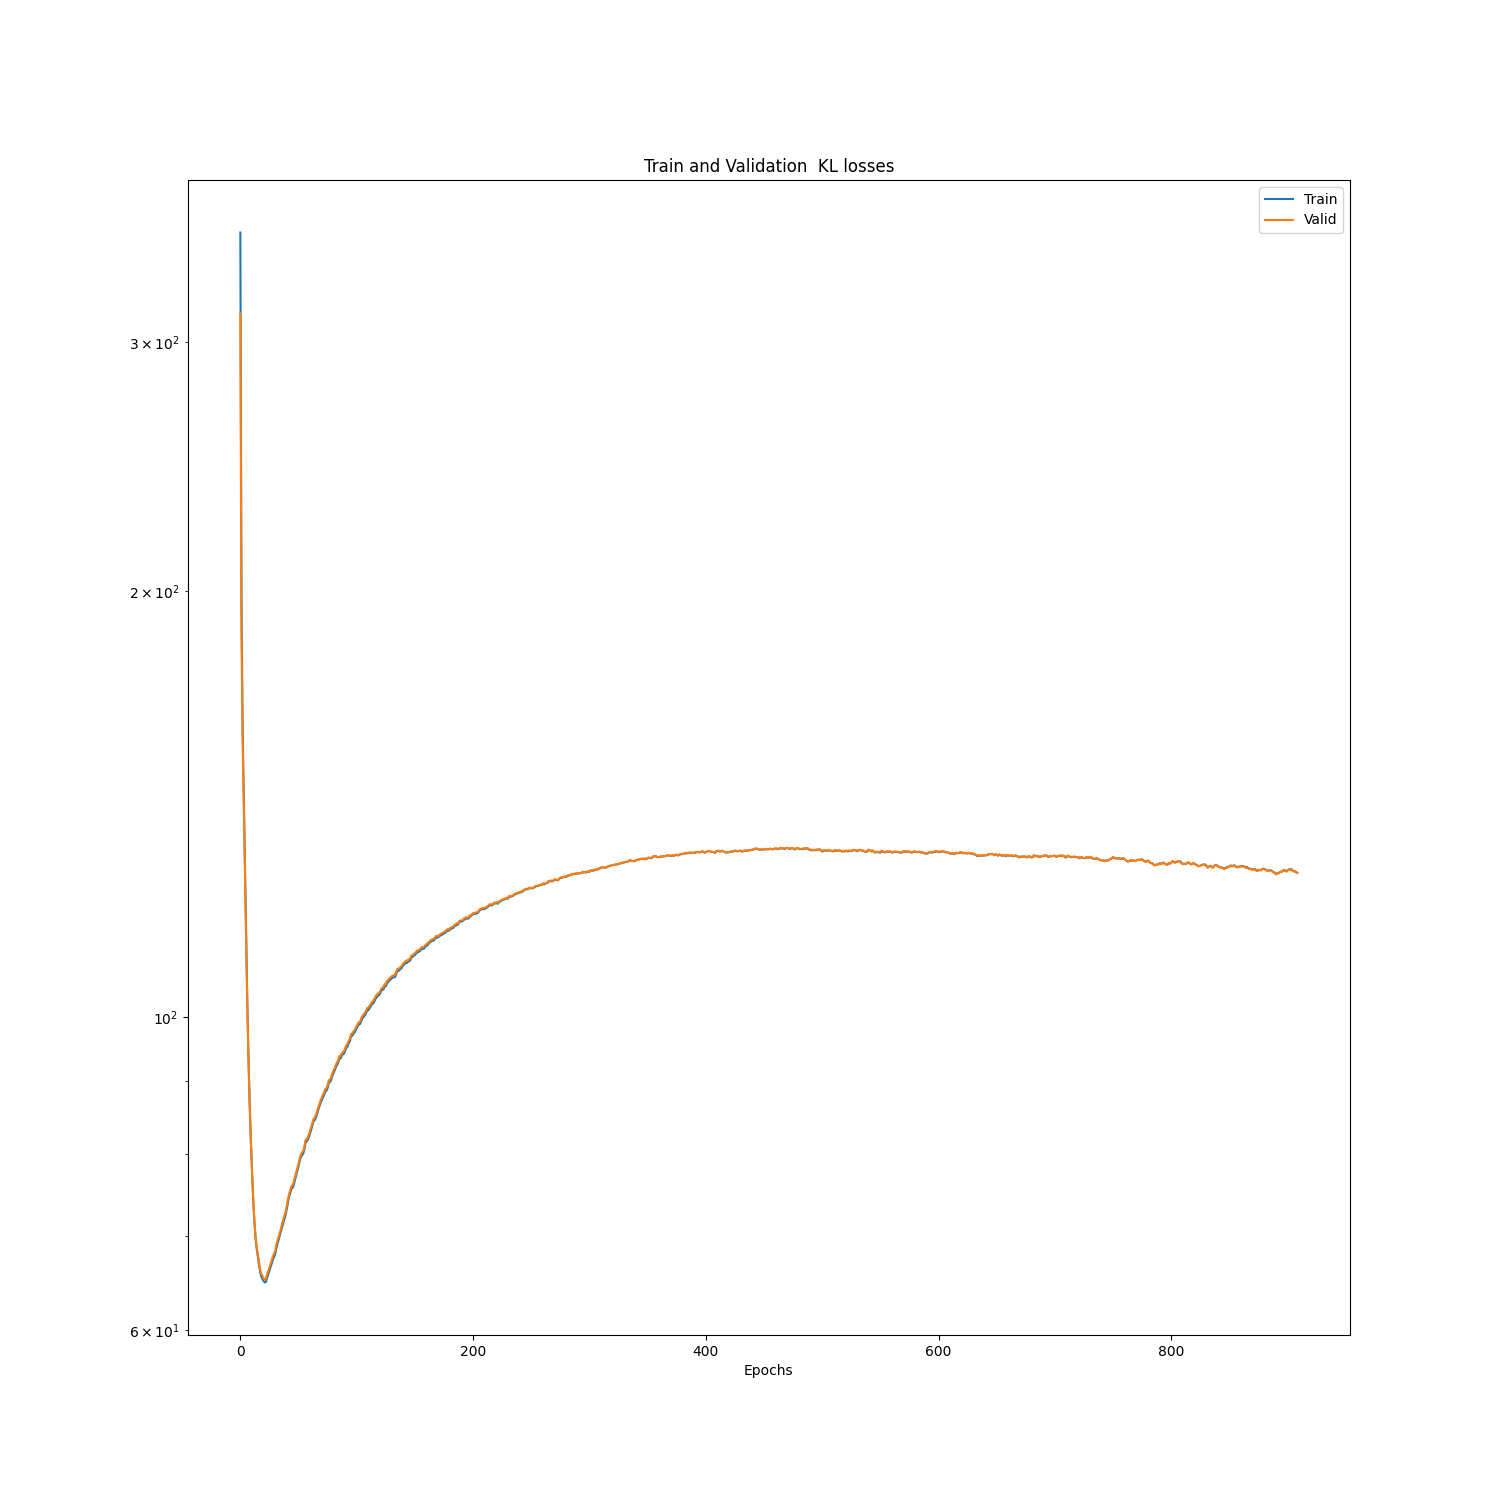 Train and Validation  KL losses
Train
Valid
3 × 10²
2 × 10²
10²
6 × 10¹
0 200 400 600 800
Epochs